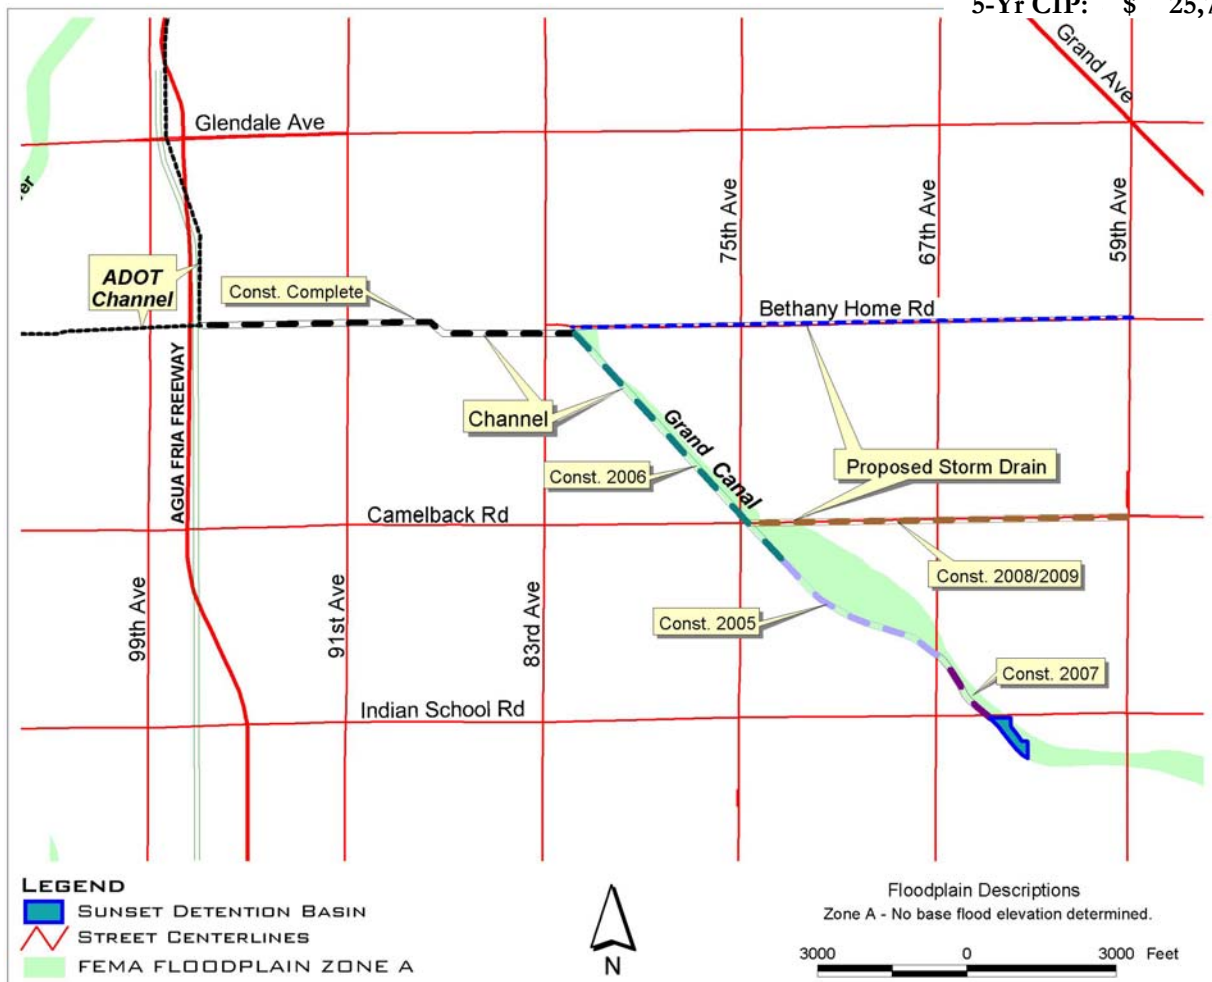 5-Yr CIP: $ 25,7
Grand Ave
Glendale Ave
er
75th Ave
67th Ave
59th Ave
ADOT
Channel
Const. Complete
Bethany Home Rd
AGUA FRIA FREEWAY
Channel
Grand Canal
Const. 2006
Proposed Storm Drain
Camelback Rd
Const. 2008/2009
99th Ave
91st Ave
83rd Ave
Const. 2005
Const. 2007
Indian School Rd
LEGEND
SUNSET DETENTION BASIN
STREET CENTERLINES
FEMA FLOODPLAIN ZONE A
N
Floodplain Descriptions
Zone A - No base flood elevation determined.
3000 0 3000 Feet